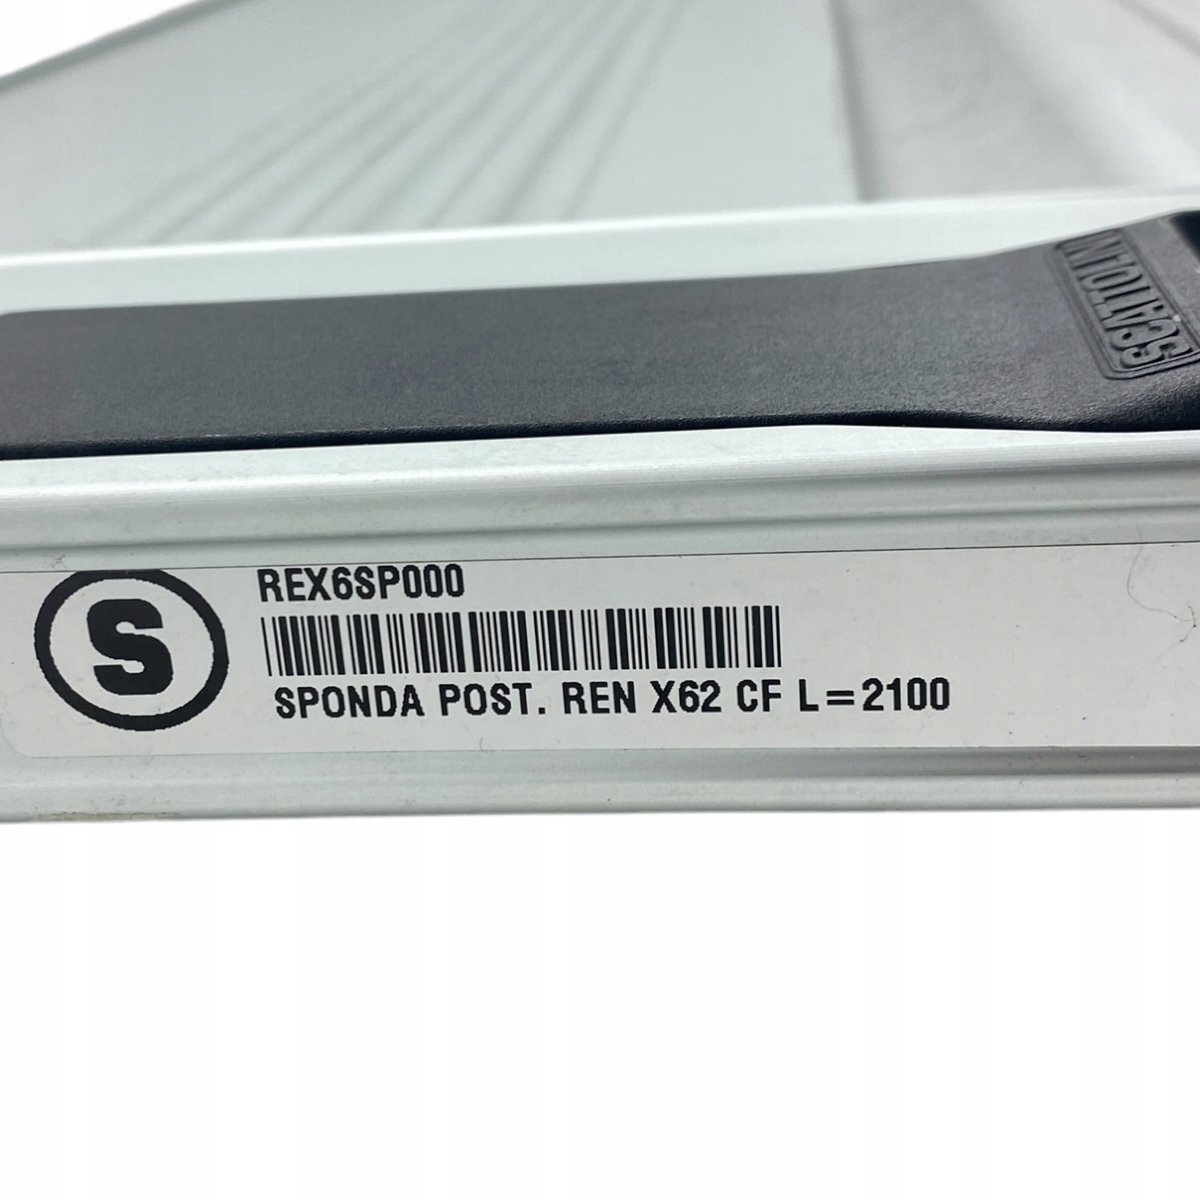 SCATTOLINI
S
REX6SP000
SPONDA POST. REN X62 CF L=2100